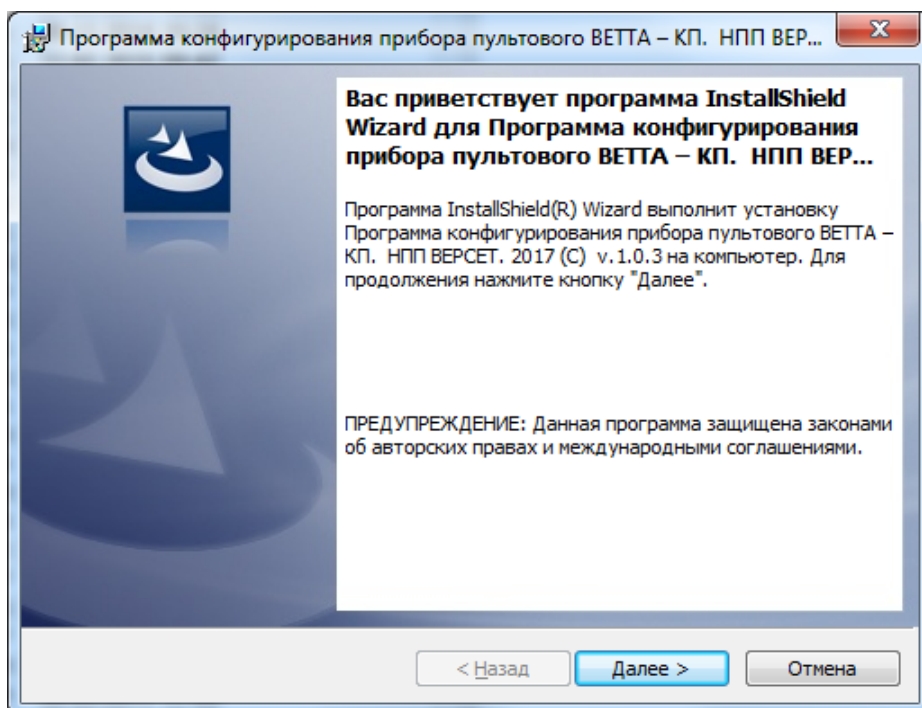 Программа конфигурирования прибора пультового ВЕТТА – КП.  НПП ВЕР...
Вас приветствует программа InstallShield
Wizard для Программа конфигурирования
прибора пультового ВЕТТА – КП.  НПП ВЕР...
Программа InstallShield(R) Wizard выполнит установку
Программа конфигурирования прибора пультового ВЕТТА –
КП.  НПП ВЕРСЕТ. 2017 (C)  v.1.0.3 на компьютер. Для
продолжения нажмите кнопку "Далее".
ПРЕДУПРЕЖДЕНИЕ: Данная программа защищена законами
об авторских правах и международными соглашениями.
< Назад
Далее >
Отмена